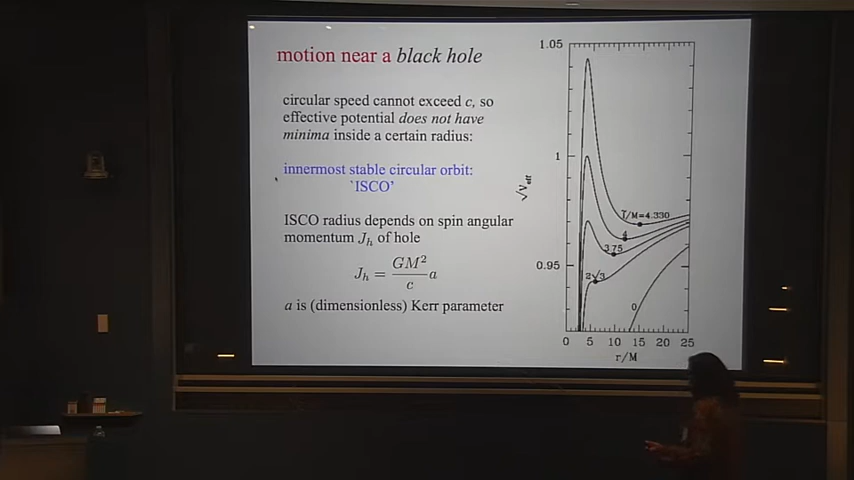 motion near a black hole
circular speed cannot exceed c, so
effective potential does not have
minima inside a certain radius:
innermost stable circular orbit:
`ISCO’
ISCO radius depends on spin angular
momentum J_h of hole
J_h = GM²/c a
a is (dimensionless) Kerr parameter
1.05
1
0.95
√V_eff
l̃/M=4.330
4
3.75
2√3
0
0 5 10 15 20 25
r/M